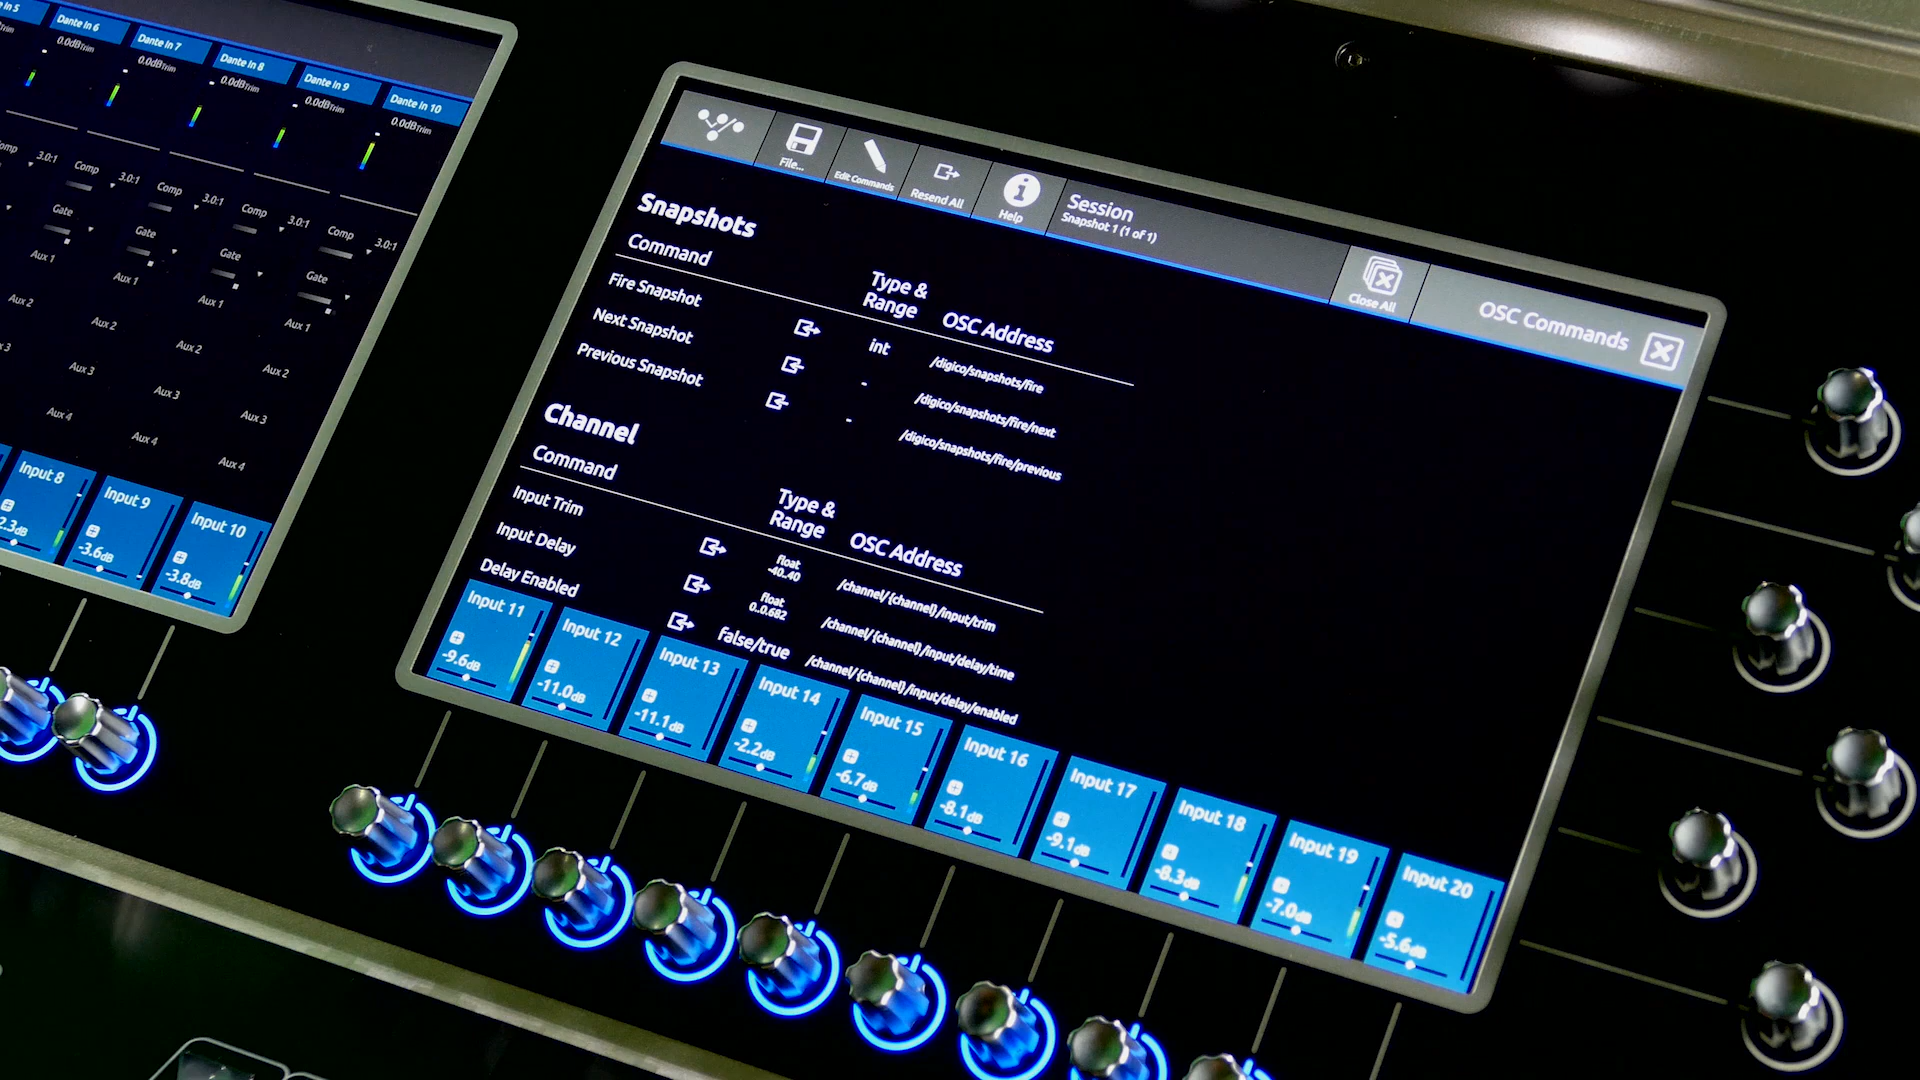 Dante In 6
0.0dBTrim
Dante In 7
0.0dBTrim
Dante In 8
0.0dBTrim
Dante In 9
0.0dBTrim
Dante In 10
0.0dBTrim
3.0:1
Comp
3.0:1
Comp
3.0:1
Comp
3.0:1
Comp
3.0:1
Gate
Gate
Gate
Gate
Aux 1
Aux 1
Aux 1
Aux 1
Aux 2
Aux 2
Aux 2
Aux 2
Aux 3
Aux 3
Aux 3
Aux 4
Aux 4
Aux 4
Input 8
Input 9
-3.6dB
Input 10
-3.8dB
File...
Edit Commands
Resend All
Help
Session
Snapshot 1 (1 of 1)
Close All
OSC Commands
Snapshots
Command
Type & Range
OSC Address
Fire Snapshot
int
/digico/snapshots/fire
Next Snapshot
-
/digico/snapshots/fire/next
Previous Snapshot
-
/digico/snapshots/fire/previous
Channel
Command
Type & Range
OSC Address
Input Trim
float
-40..40
/channel/{channel}/input/trim
Input Delay
float
0..0.682
/channel/{channel}/input/delay/time
Delay Enabled
false/true
/channel/{channel}/input/delay/enabled
Input 11
-9.6dB
Input 12
-11.0dB
Input 13
-11.1dB
Input 14
-2.2dB
Input 15
-6.7dB
Input 16
-8.1dB
Input 17
-9.1dB
Input 18
-8.3dB
Input 19
-7.0dB
Input 20
-5.6dB